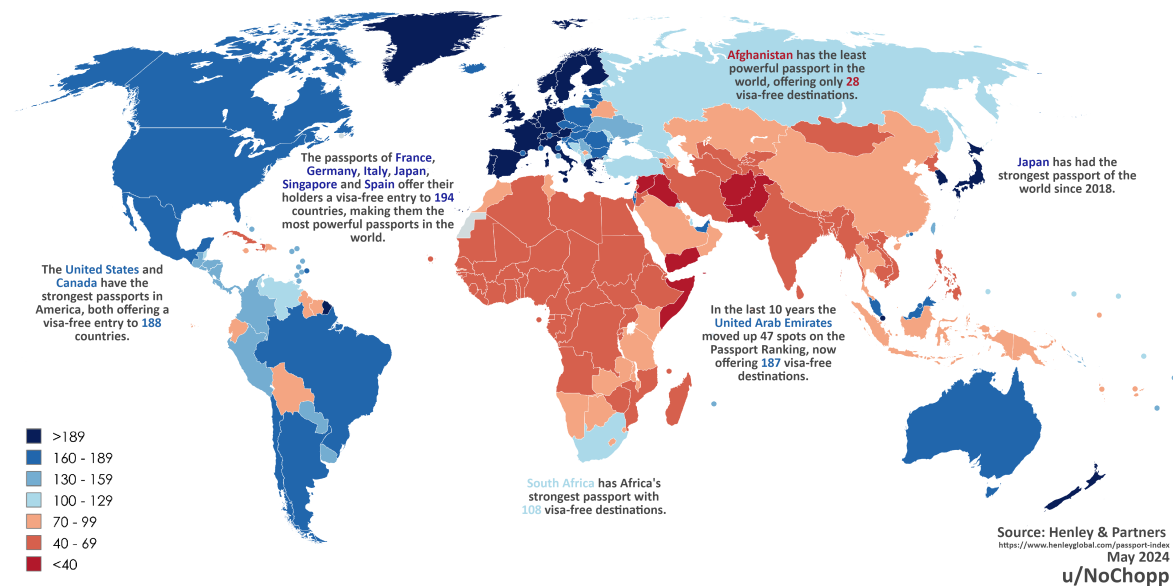 Afghanistan has the least
powerful passport in the
world, offering only 28
visa-free destinations.
The passports of France,
Germany, Italy, Japan,
Singapore and Spain offer their
holders a visa-free entry to 194
countries, making them the
most powerful passports in the
world.
Japan has had the
strongest passport of the
world since 2018.
The United States and
Canada have the
strongest passports in
America, both offering a
visa-free entry to 188
countries.
In the last 10 years the
United Arab Emirates
moved up 47 spots on the
Passport Ranking, now
offering 187 visa-free
destinations.
>189
160 - 189
130 - 159
100 - 129
70 - 99
40 - 69
<40
South Africa has Africa's
strongest passport with
108 visa-free destinations.
Source: Henley & Partners
https://www.henleyglobal.com/passport-index
May 2024
u/NoChopp